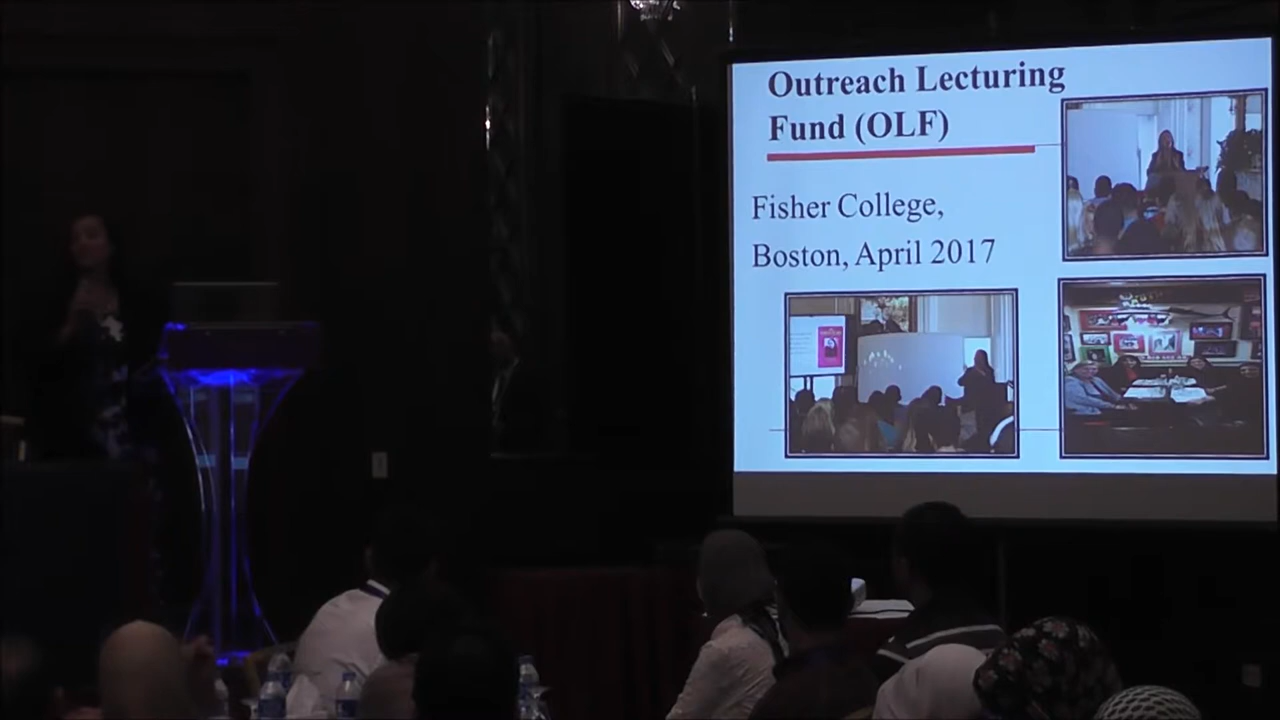 Outreach Lecturing
Fund (OLF)
Fisher College,
Boston, April 2017